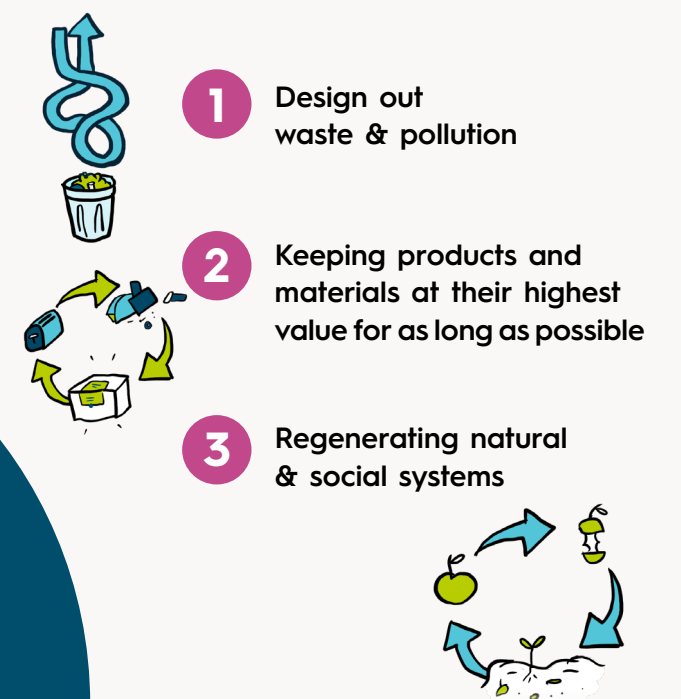 1
Design out
waste & pollution
2
Keeping products and
materials at their highest
value for as long as possible
3
Regenerating natural
& social systems